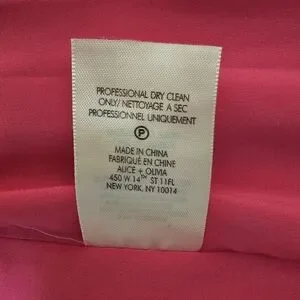 PROFESSIONAL DRY CLEAN
ONLY/ NETTOYAGE A SEC
PROFESSIONNEL UNIQUEMENT
P
MADE IN CHINA
FABRIQUÉ EN CHINE
ALICE + OLIVIA
450 W 14TH ST 11FL
NEW YORK, NY 10014